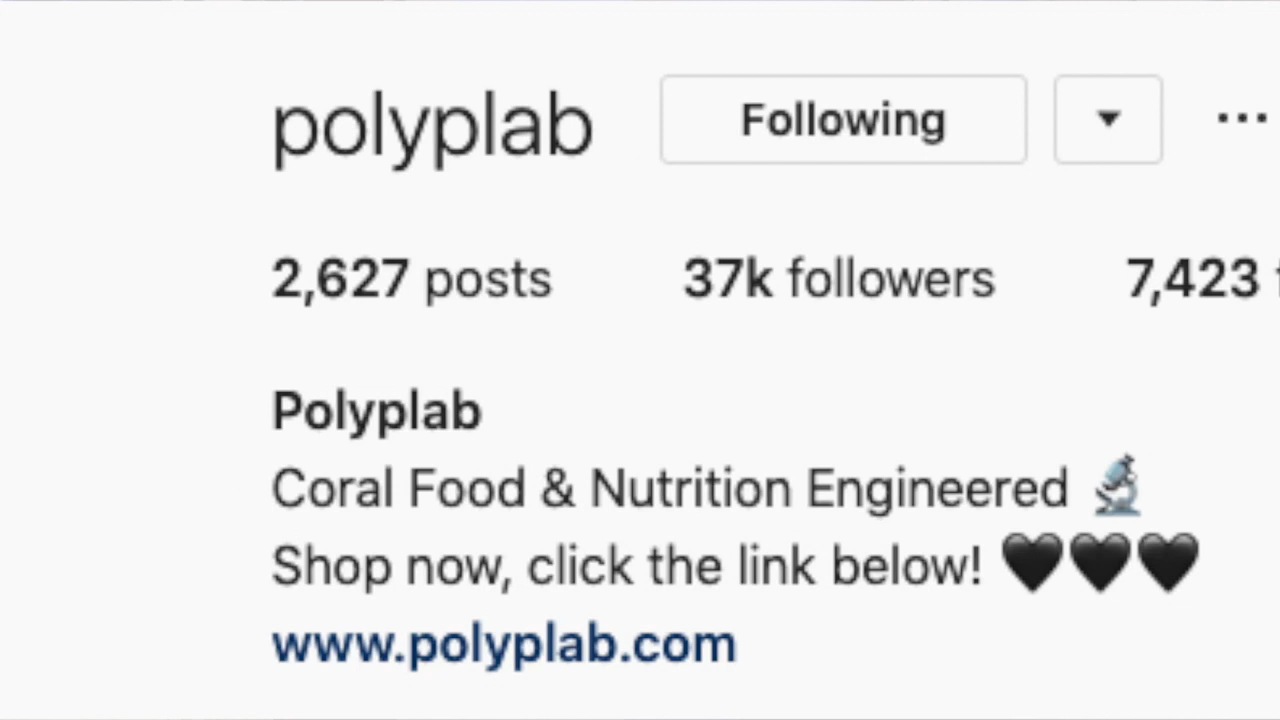 polyplab Following
2,627 posts 37k followers 7,423
Polyplab
Coral Food & Nutrition Engineered 🔬
Shop now, click the link below! 🖤🖤🖤
www.polyplab.com